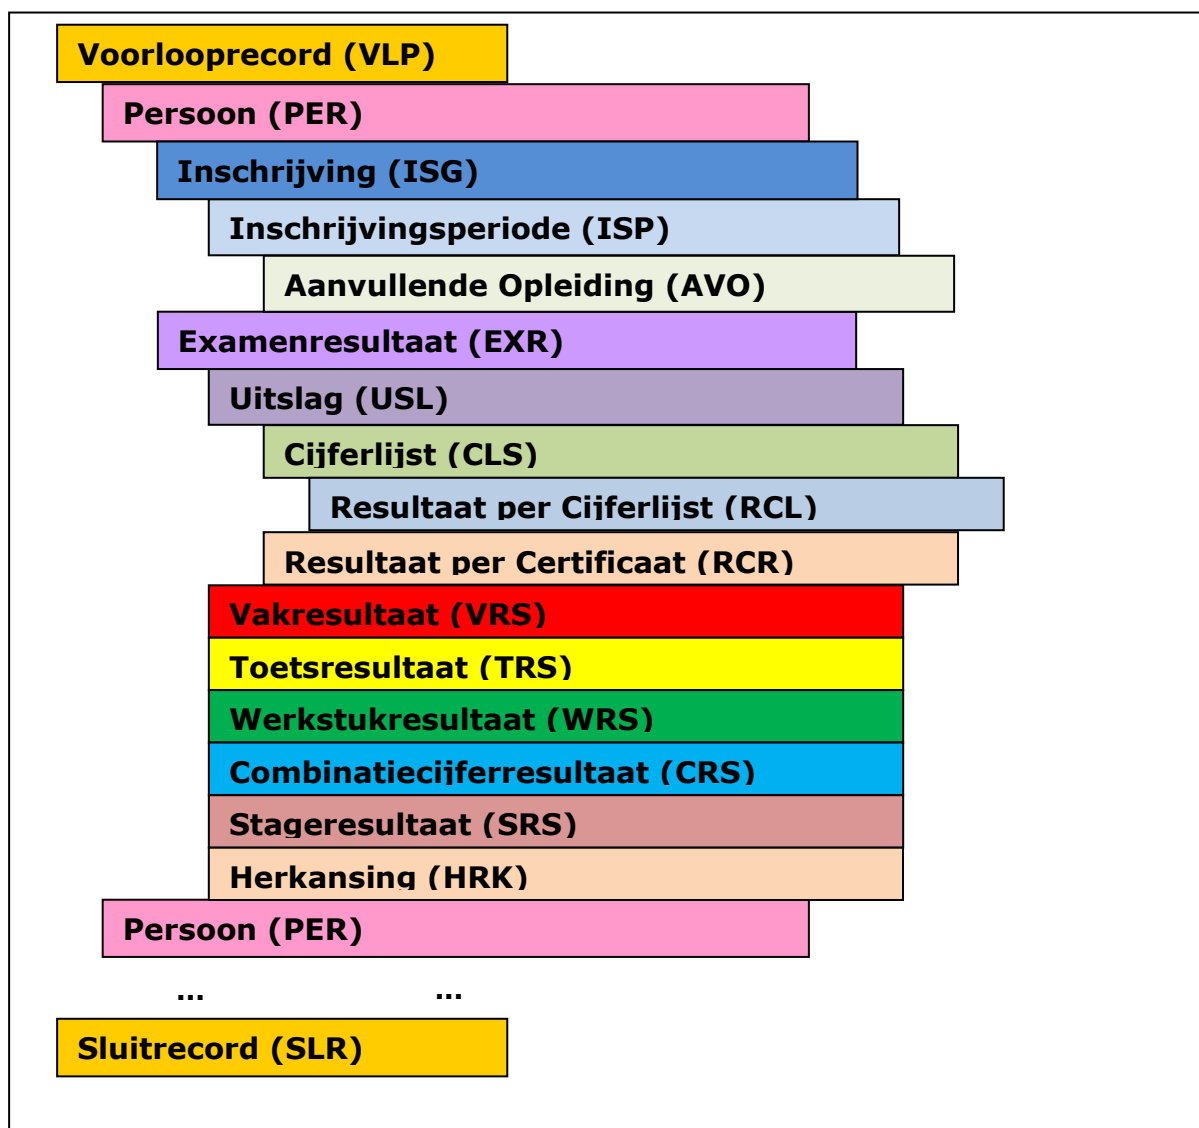 Voorlooprecord (VLP)
Persoon (PER)
Inschrijving (ISG)
Inschrijvingsperiode (ISP)
Aanvullende Opleiding (AVO)
Examenresultaat (EXR)
Uitslag (USL)
Cijferlijst (CLS)
Resultaat per Cijferlijst (RCL)
Resultaat per Certificaat (RCR)
Vakresultaat (VRS)
Toetsresultaat (TRS)
Werkstukresultaat (WRS)
Combinatiecijferresultaat (CRS)
Stageresultaat (SRS)
Herkansing (HRK)
Persoon (PER)
... ...
Sluitrecord (SLR)